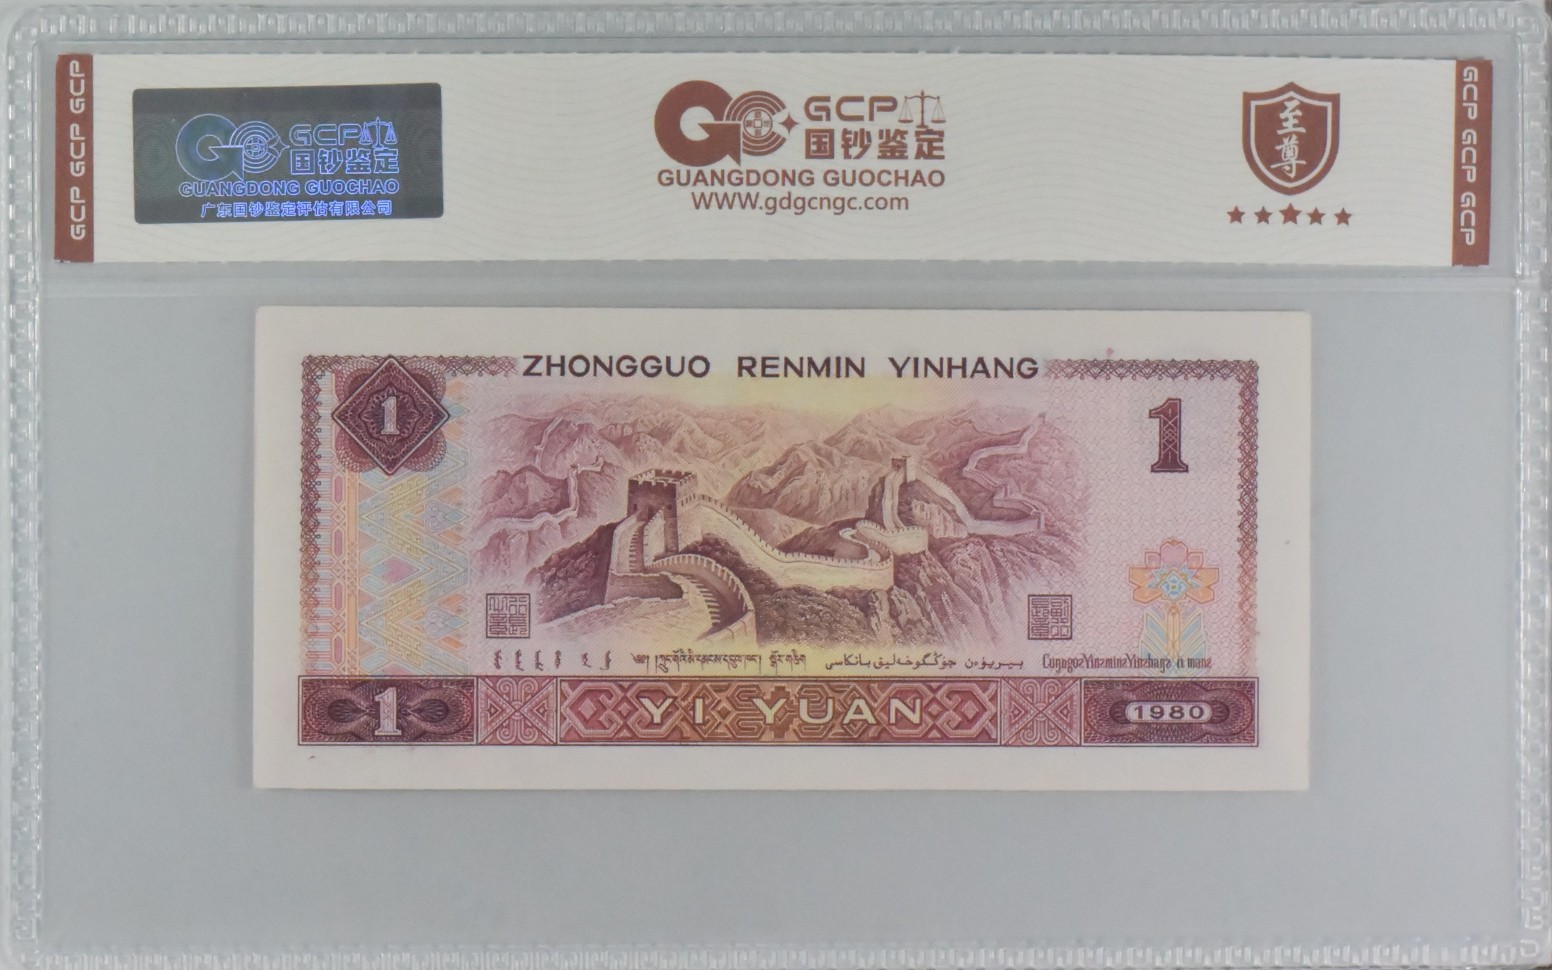 GCP GCP GCP
GCP 国钞鉴定
GUANGDONG GUOCHAO
广东国钞鉴定评估有限公司
GCP
国钞鉴定
GUANGDONG GUOCHAO
WWW.gdgcngc.com
至尊
GCP GCP GCP
ZHONGGUO RENMIN YINHANG
1
1
YI YUAN
1
1980